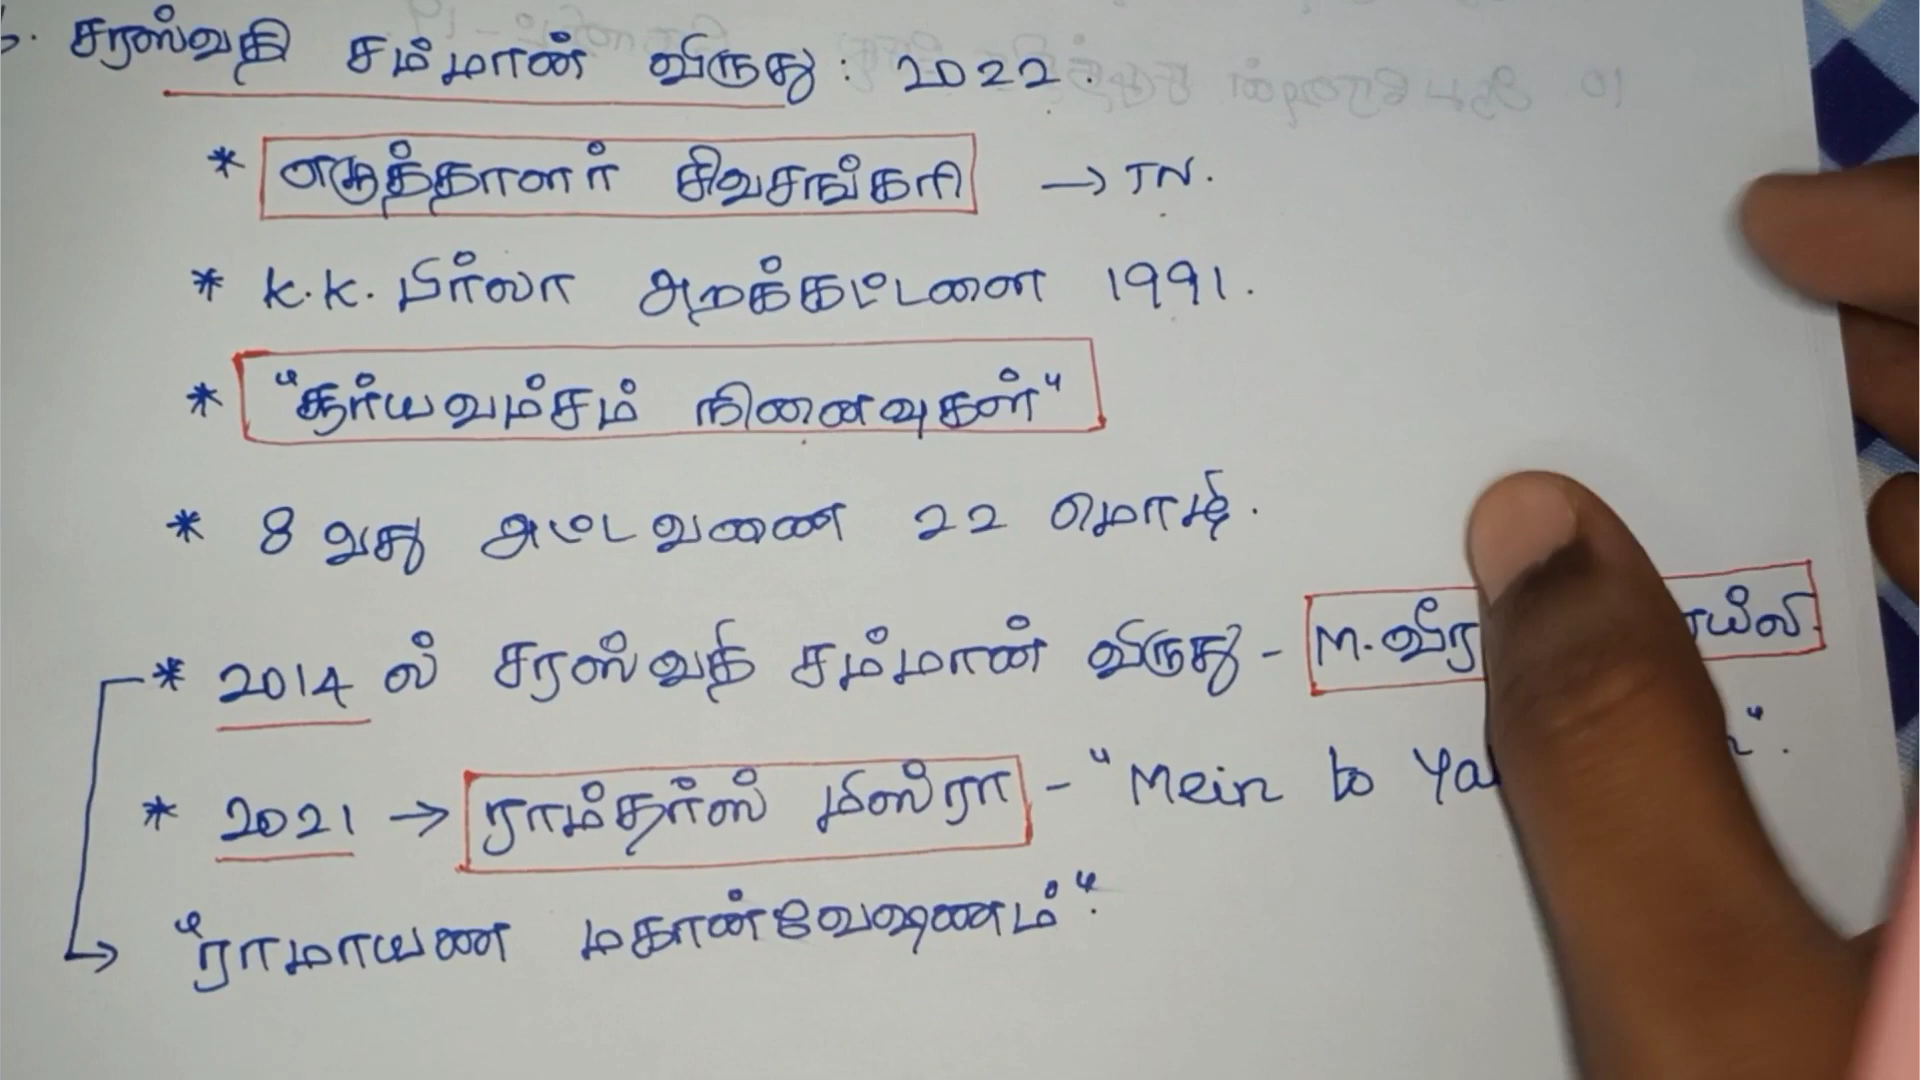 சரஸ்வதி சம்மான் விருது : 2022.
* எழுத்தாளர் சிவசங்கரி → TN.
* K.K. பிர்லா அறக்கட்டளை 1991.
* "சூர்யவம்சம் நினைவுகள்"
* 8 வது அட்டவணை 22 மொழி.
* 2014 ல் சரஸ்வதி சம்மான் விருது - M.வீர
* 2021 → ராம்தர்ஸ் மிஸ்ரா - "Mein to
"ராமாயண மகான்வேஷணம்".